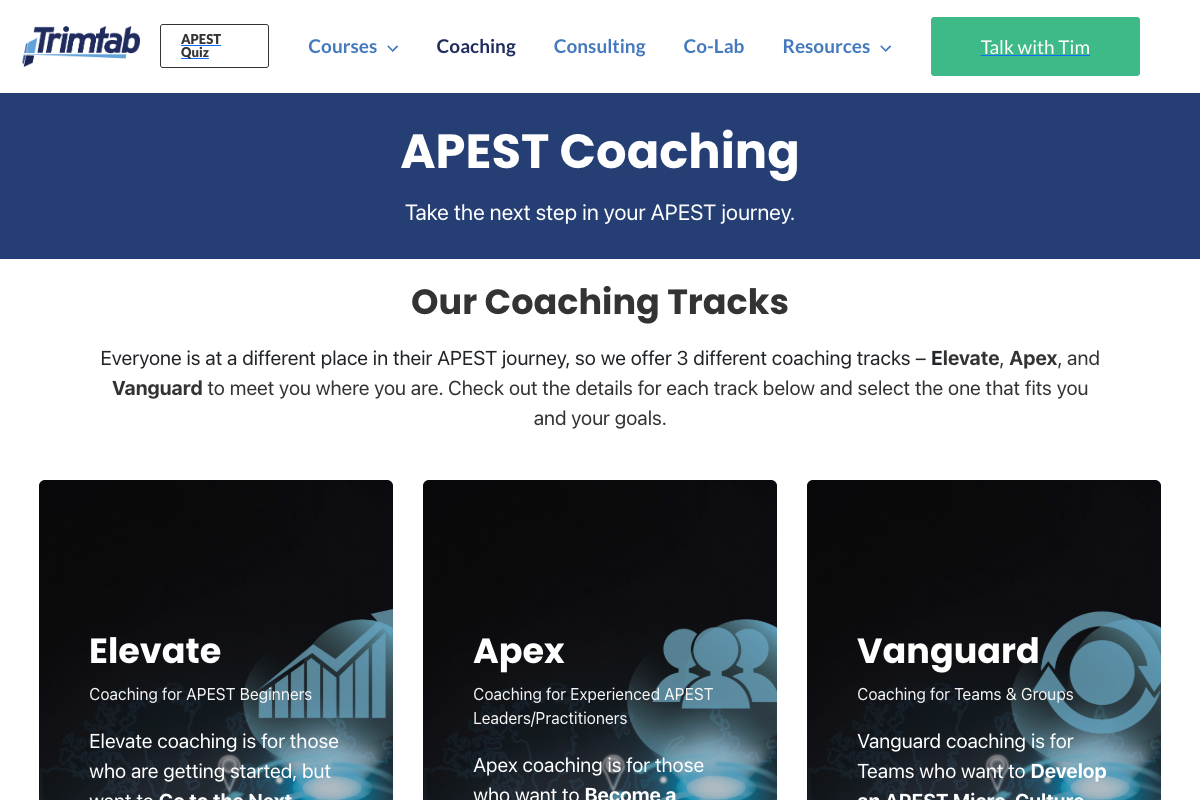 Trimtab
APEST
Quiz
Courses
Coaching
Consulting
Co-Lab
Resources
Talk with Tim
APEST Coaching
Take the next step in your APEST journey.
Our Coaching Tracks
Everyone is at a different place in their APEST journey, so we offer 3 different coaching tracks – Elevate, Apex, and
Vanguard to meet you where you are. Check out the details for each track below and select the one that fits you
and your goals.
Elevate
Coaching for APEST Beginners
Elevate coaching is for those
who are getting started, but
want to Go to the Next
Apex
Coaching for Experienced APEST
Leaders/Practitioners
Apex coaching is for those
who want to Become a
Vanguard
Coaching for Teams & Groups
Vanguard coaching is for
Teams who want to Develop
an APEST Micro-Culture